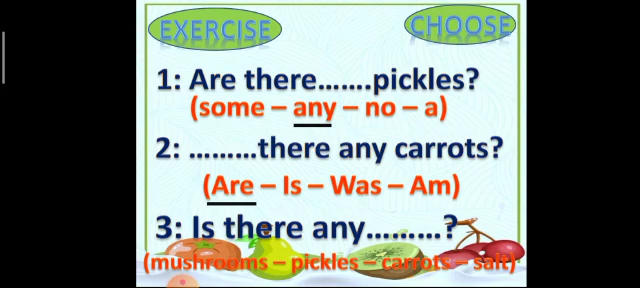 EXERCISE
CHOOSE
1: Are there.......pickles?
(some – any – no – a)
2: .........there any carrots?
(Are – Is – Was – Am)
3: Is there any.........?
(mushrooms – pickles – carrots – salt)